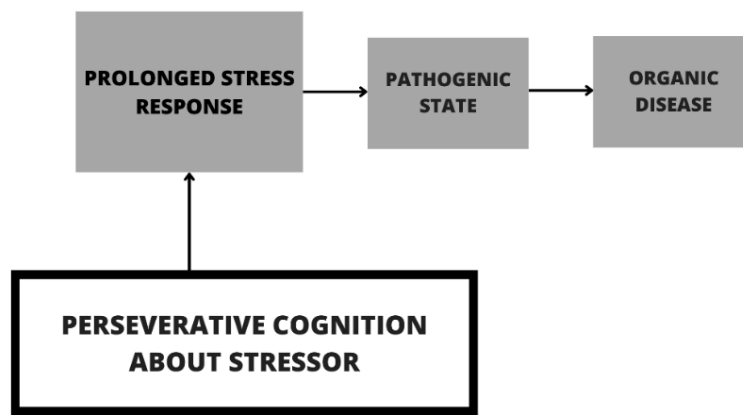 PROLONGED STRESS
RESPONSE
PATHOGENIC
STATE
ORGANIC
DISEASE
PERSEVERATIVE COGNITION
ABOUT STRESSOR